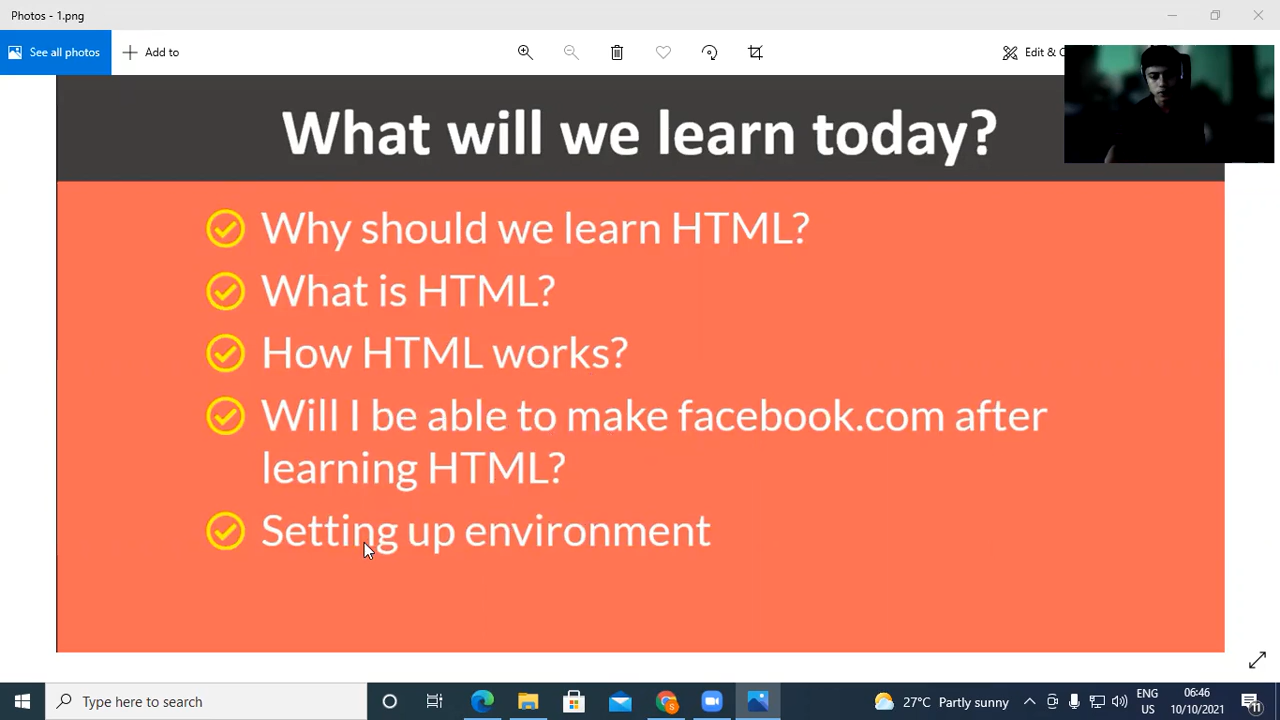 Photos - 1.png
See all photos
Add to
Edit & C
What will we learn today?
Why should we learn HTML?
What is HTML?
How HTML works?
Will I be able to make facebook.com after
learning HTML?
Setting up environment
Type here to search
27°C Partly sunny
ENG
US
06:46
10/10/2021
11